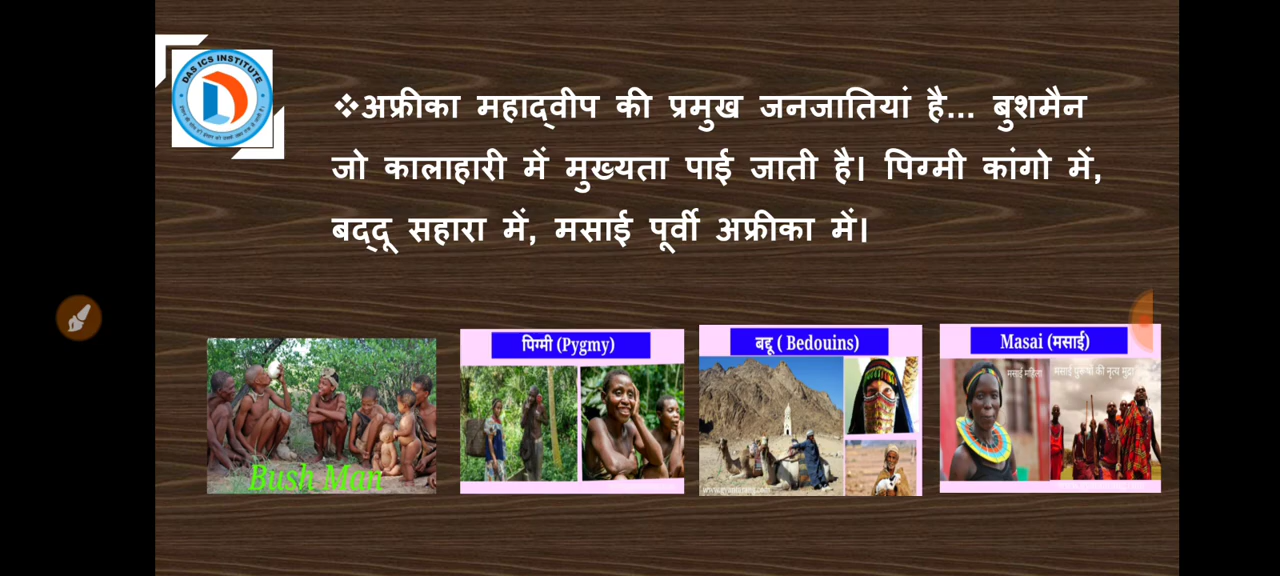 DAS ICS INSTITUTE
❖अफ्रीका महाद्वीप की प्रमुख जनजातियां है... बुशमैन
जो कालाहारी में मुख्यता पाई जाती है। पिग्मी कांगो में,
बद्दू सहारा में, मसाई पूर्वी अफ्रीका में।
Bush Man
पिग्मी (Pygmy)
बद्दू ( Bedouins)
Masai (मसाई)
मसाई महिला
मसाई पुरूषों की नृत्य मुद्रा